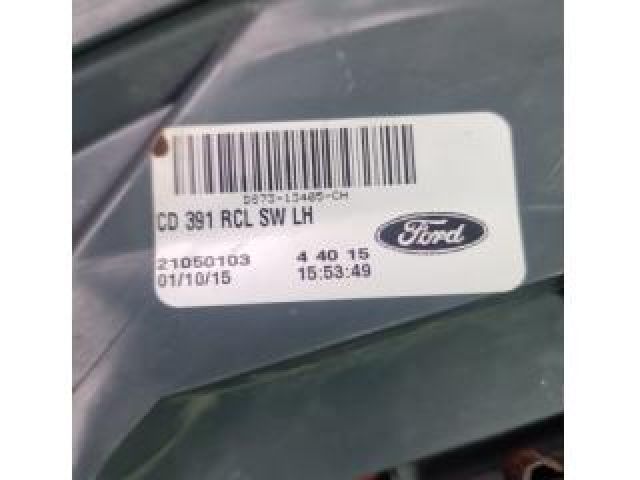 DS73-13405-CH
CD 391 RCL SW LH
Ford
21050103 4 40 15
01/10/15 15:53:49